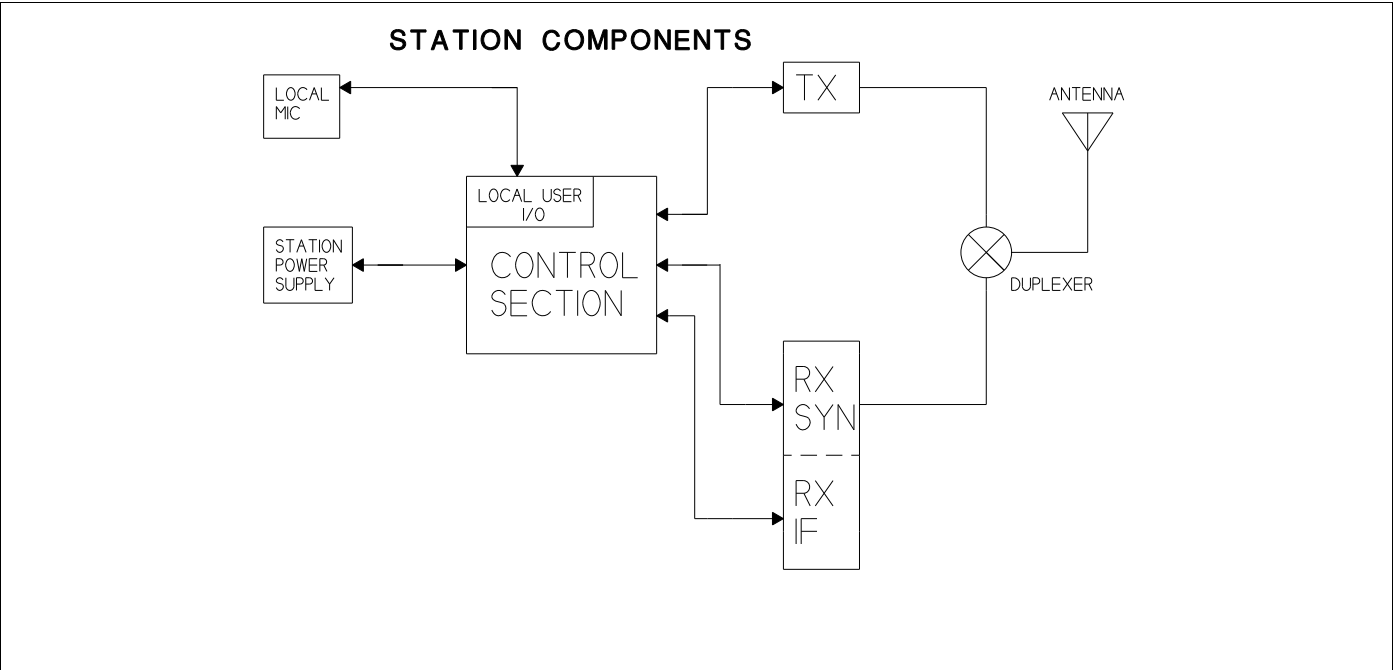 STATION COMPONENTS
LOCAL
MIC
TX
ANTENNA
LOCAL USER
I/O
STATION
POWER
SUPPLY
CONTROL
SECTION
DUPLEXER
RX
SYN
RX
IF